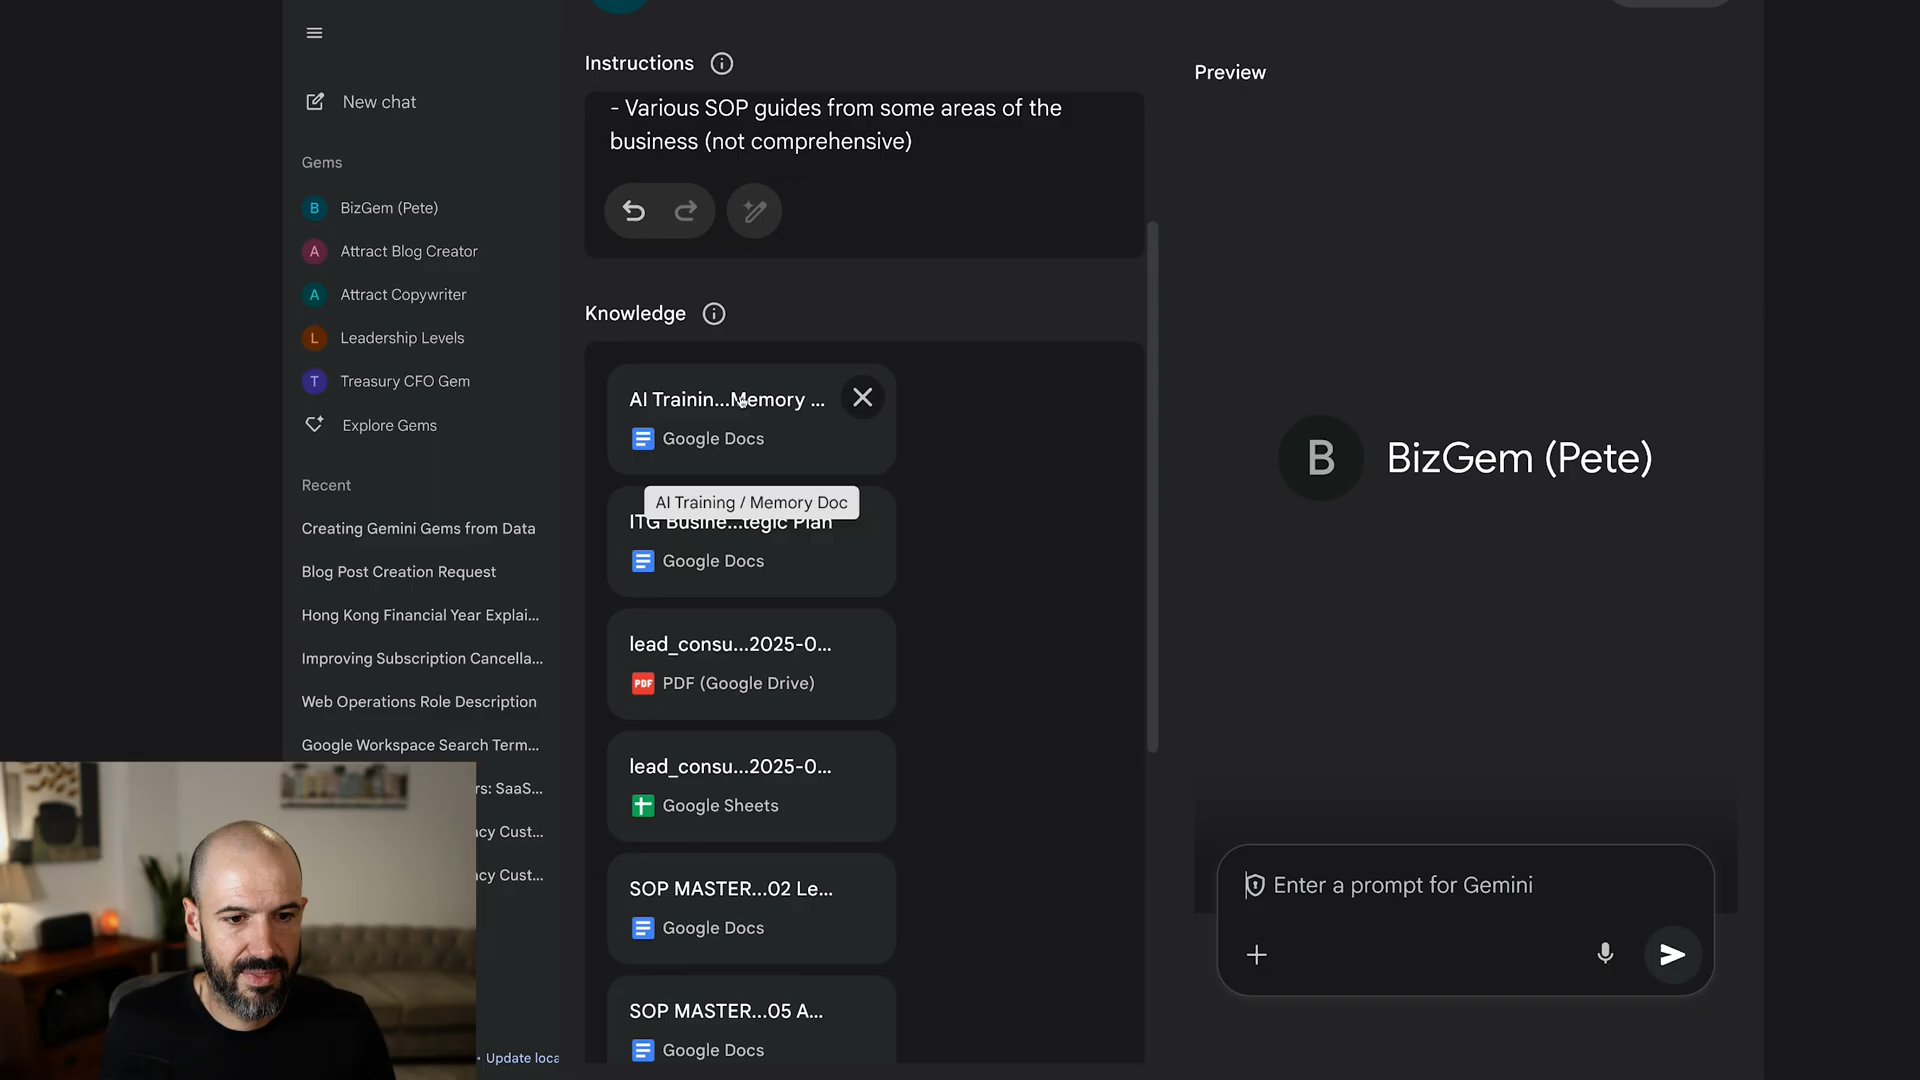 New chat
Gems
B BizGem (Pete)
A Attract Blog Creator
A Attract Copywriter
L Leadership Levels
T Treasury CFO Gem
Explore Gems
Recent
Creating Gemini Gems from Data
Blog Post Creation Request
Hong Kong Financial Year Explai...
Improving Subscription Cancella...
Web Operations Role Description
Google Workspace Search Term...
rs: SaaS...
cy Cust...
cy Cust...
• Update loca
Instructions
- Various SOP guides from some areas of the
business (not comprehensive)
Knowledge
AI Trainin...Memory ...
Google Docs
AI Training / Memory Doc
ITG Busine...tegic Plan
Google Docs
lead_consu...2025-0...
PDF PDF (Google Drive)
lead_consu...2025-0...
Google Sheets
SOP MASTER...02 Le...
Google Docs
SOP MASTER...05 A...
Google Docs
Preview
B BizGem (Pete)
Enter a prompt for Gemini